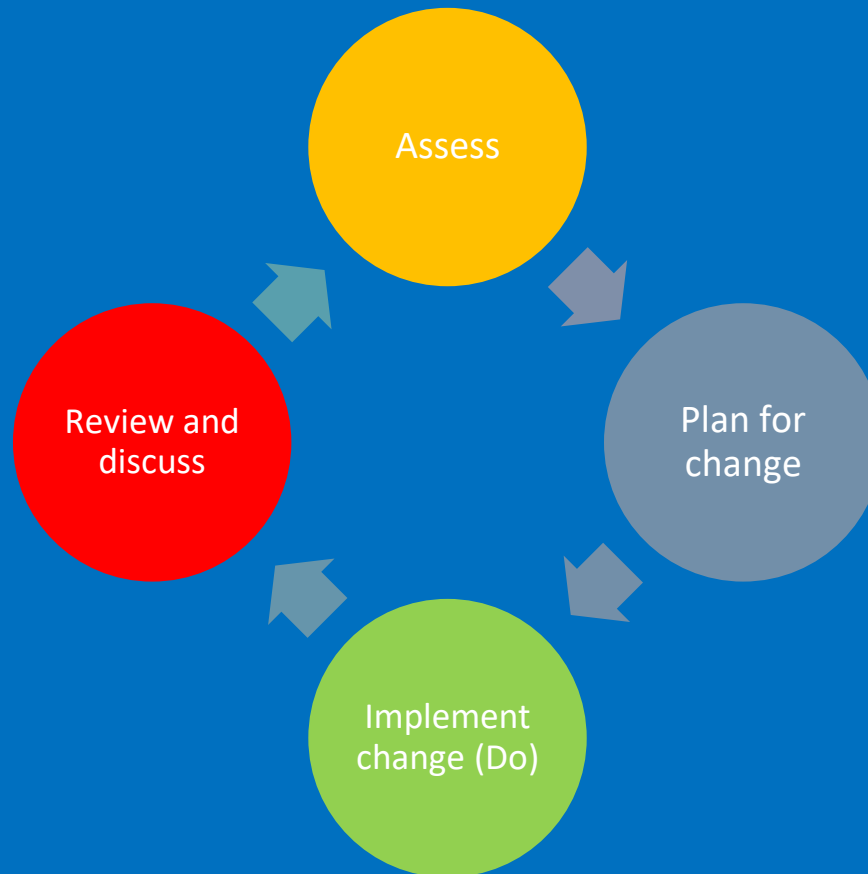 Assess
Plan for
change
Implement
change (Do)
Review and
discuss